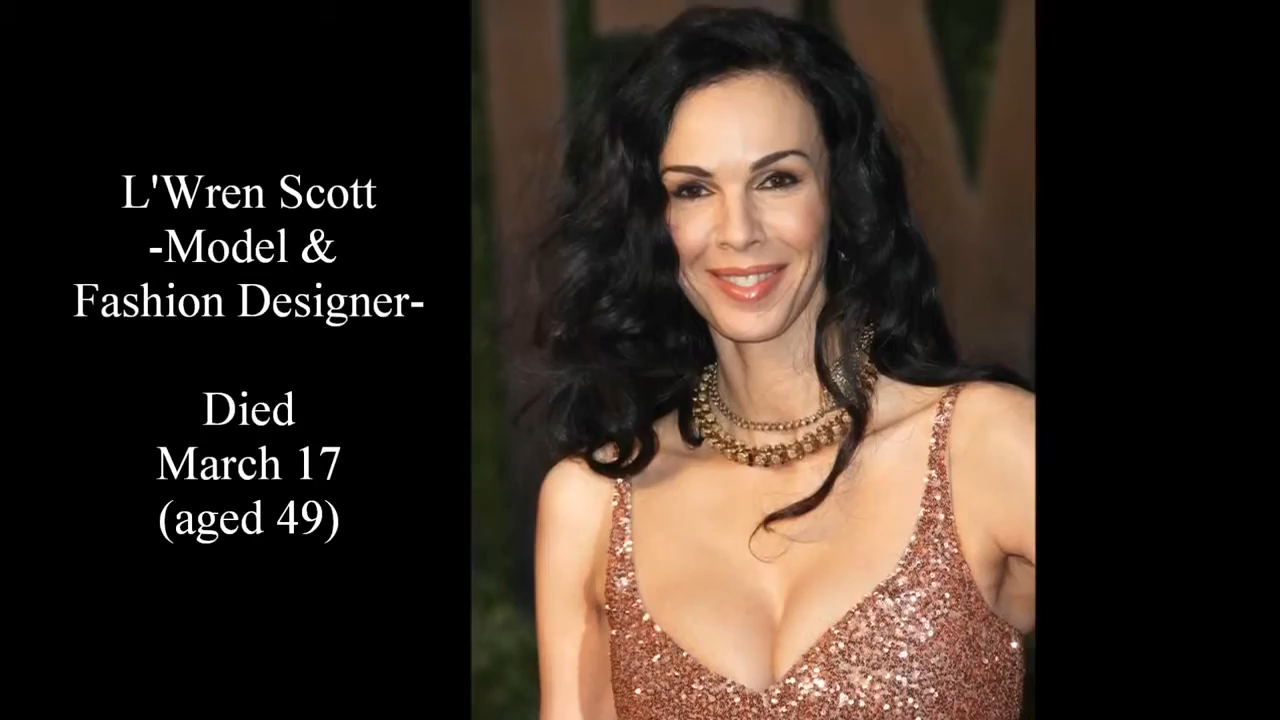 L'Wren Scott
-Model &
Fashion Designer-
Died
March 17
(aged 49)